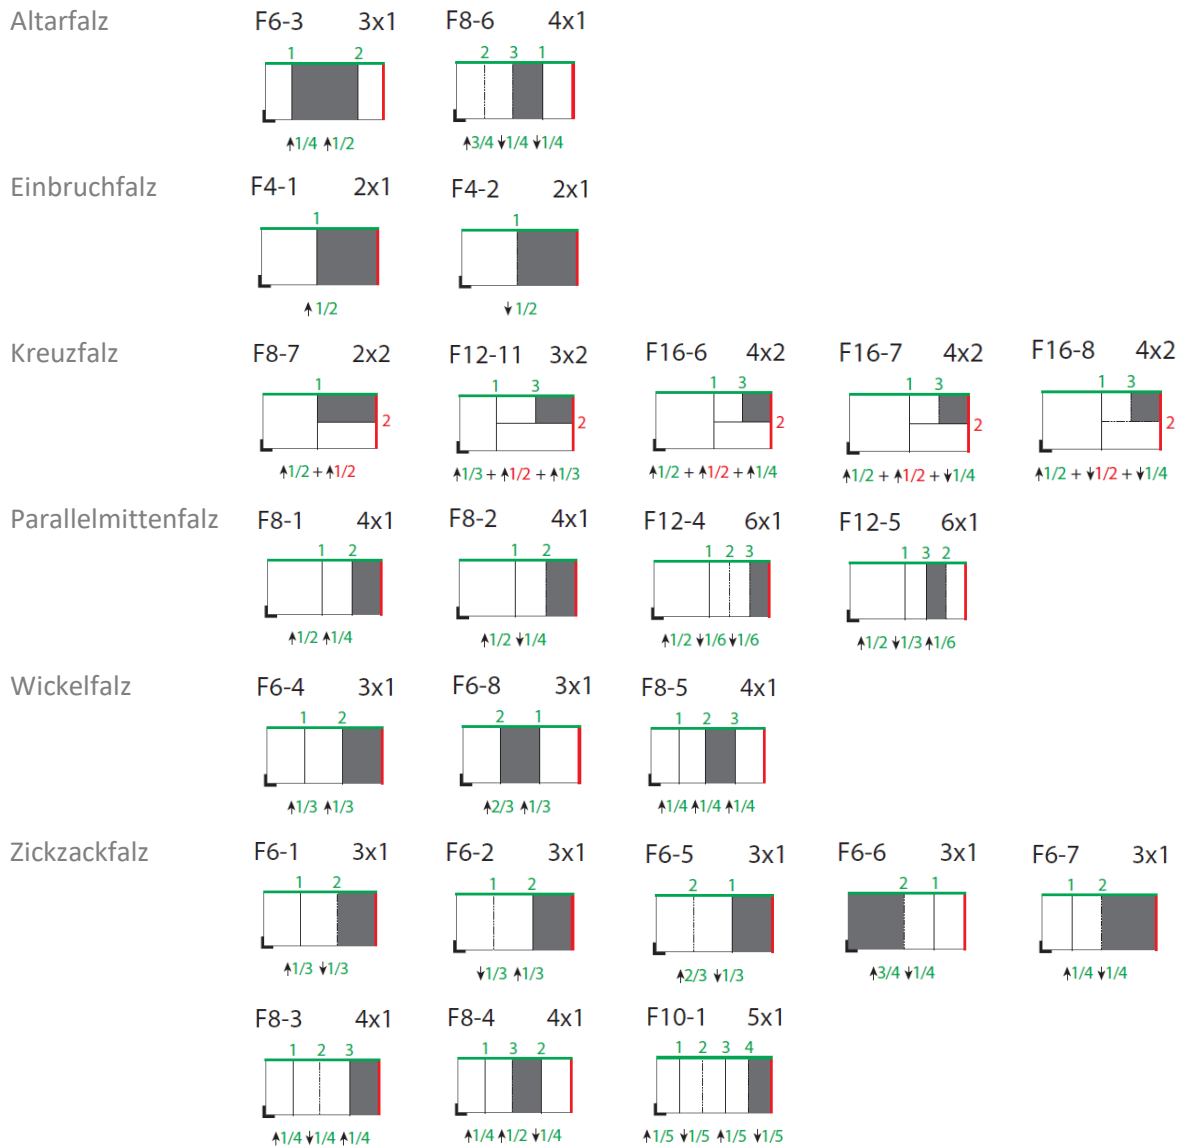 Altarfalz F6-3 3x1 F8-6 4x1
1 2 2 3 1
↑1/4 ↑1/2 ↑3/4 ↓1/4 ↓1/4
Einbruchfalz F4-1 2x1 F4-2 2x1
1 1
↑1/2 ↓1/2
Kreuzfalz F8-7 2x2 F12-11 3x2 F16-6 4x2 F16-7 4x2 F16-8 4x2
1 1 3 1 3 1 3 1 3
2 2 2 2 2
↑1/2 + ↑1/2 ↑1/3 + ↑1/2 + ↑1/3 ↑1/2 + ↑1/2 + ↑1/4 ↑1/2 + ↑1/2 + ↓1/4 ↑1/2 + ↓1/2 + ↓1/4
Parallelmittenfalz F8-1 4x1 F8-2 4x1 F12-4 6x1 F12-5 6x1
1 2 1 2 1 2 3 1 3 2
↑1/2 ↑1/4 ↑1/2 ↓1/4 ↑1/2 ↓1/6 ↓1/6 ↑1/2 ↓1/3 ↑1/6
Wickelfalz F6-4 3x1 F6-8 3x1 F8-5 4x1
1 2 2 1 1 2 3
↑1/3 ↑1/3 ↑2/3 ↑1/3 ↑1/4 ↑1/4 ↑1/4
Zickzackfalz F6-1 3x1 F6-2 3x1 F6-5 3x1 F6-6 3x1 F6-7 3x1
1 2 1 2 2 1 2 1 1 2
↑1/3 ↓1/3 ↓1/3 ↑1/3 ↑2/3 ↓1/3 ↑3/4 ↓1/4 ↑1/4 ↓1/4
F8-3 4x1 F8-4 4x1 F10-1 5x1
1 2 3 1 3 2 1 2 3 4
↑1/4 ↓1/4 ↑1/4 ↑1/4 ↑1/2 ↓1/4 ↑1/5 ↓1/5 ↑1/5 ↓1/5